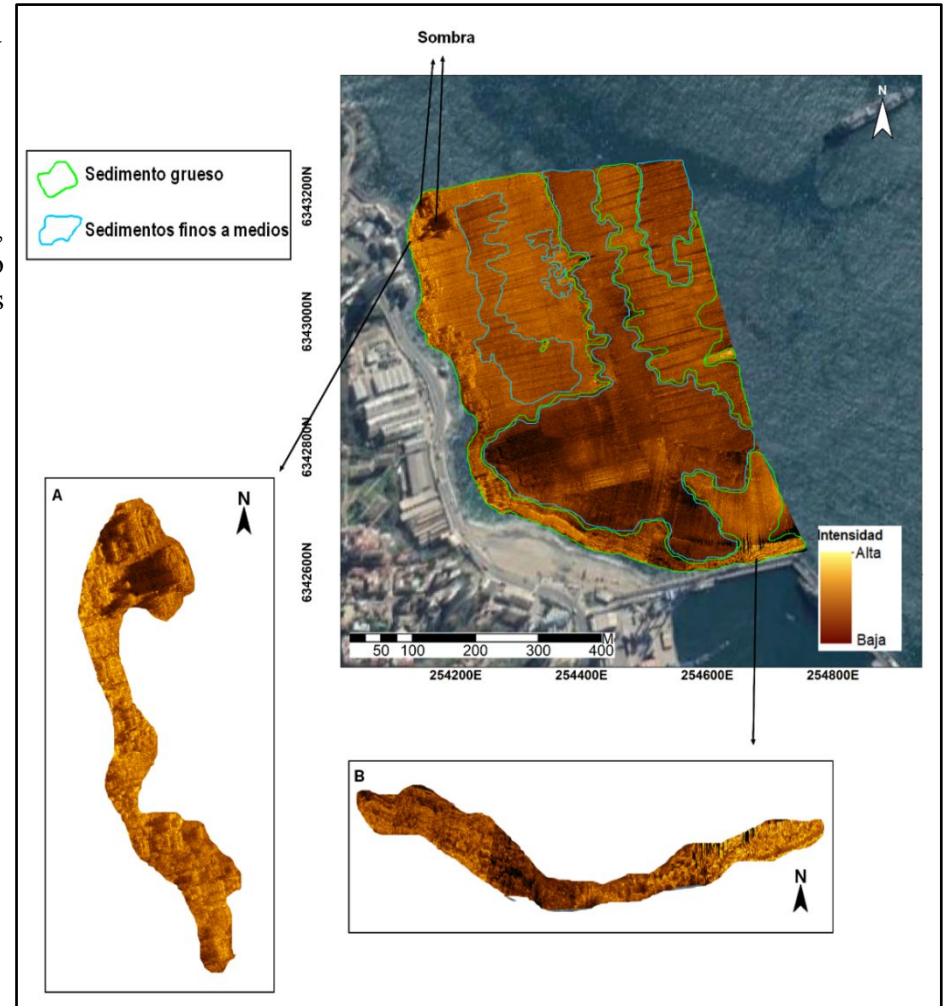 Sombra
N
Sedimento grueso
Sedimentos finos a medios
6343200N
6343000N
6342800N
6342600N
Intensidad
Alta
Baja
M
50 100 200 300 400
254200E 254400E 254600E 254800E
A
N
B
N
,
o
s